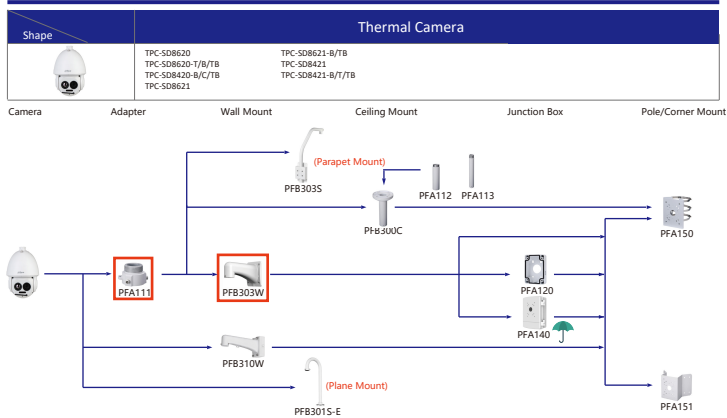 Thermal Camera
Shape
TPC-SD8620 TPC-SD8621-B/TB
TPC-SD8620-T/B/TB TPC-SD8421
TPC-SD8420-B/C/TB TPC-SD8421-B/T/TB
TPC-SD8621
Camera Adapter Wall Mount Ceiling Mount Junction Box Pole/Corner Mount
(Parapet Mount)
PFB303S
PFA112 PFA113
PFB300C
PFA150
PFA111
PFB303W
PFA120
PFA140
PFB310W
(Plane Mount)
PFB301S-E
PFA151